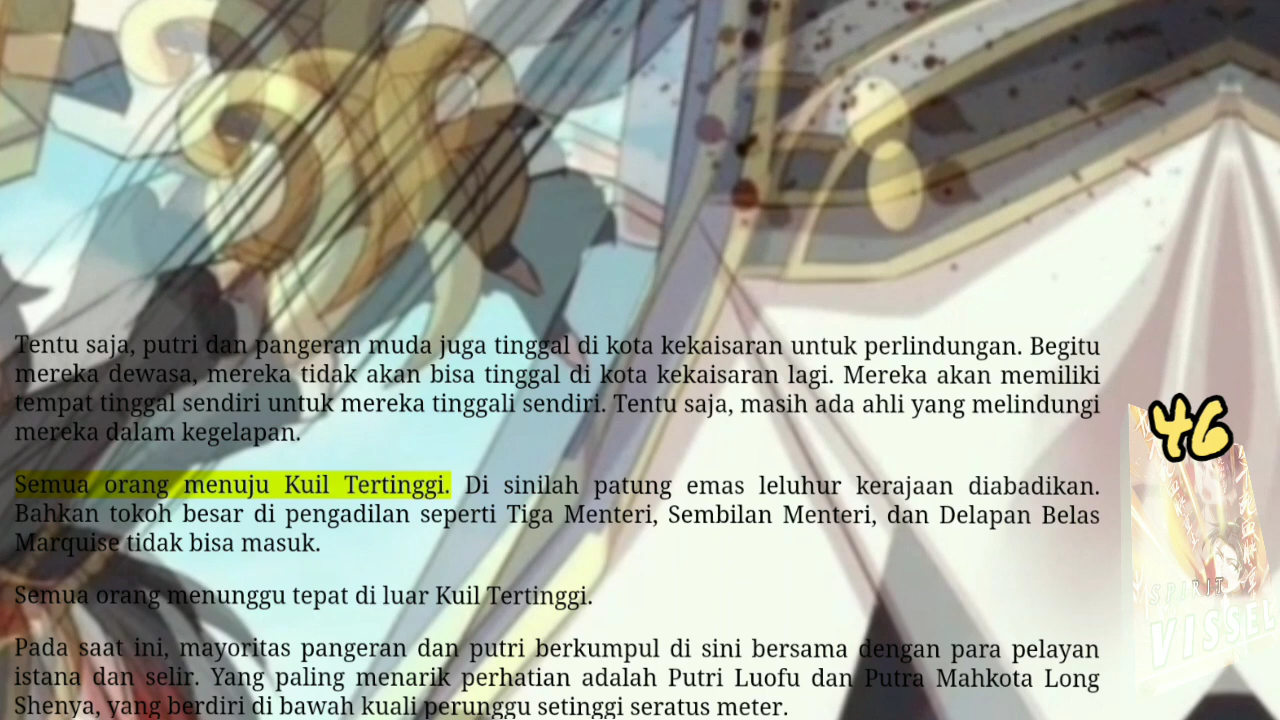 Tentu saja, putri dan pangeran muda juga tinggal di kota kekaisaran untuk perlindungan. Begitu
mereka dewasa, mereka tidak akan bisa tinggal di kota kekaisaran lagi. Mereka akan memiliki
tempat tinggal sendiri untuk mereka tinggali sendiri. Tentu saja, masih ada ahli yang melindungi
mereka dalam kegelapan.
Semua orang menuju Kuil Tertinggi. Di sinilah patung emas leluhur kerajaan diabadikan.
Bahkan tokoh besar di pengadilan seperti Tiga Menteri, Sembilan Menteri, dan Delapan Belas
Marquise tidak bisa masuk.
Semua orang menunggu tepat di luar Kuil Tertinggi.
Pada saat ini, mayoritas pangeran dan putri berkumpul di sini bersama dengan para pelayan
istana dan selir. Yang paling menarik perhatian adalah Putri Luofu dan Putra Mahkota Long
Shenya, yang berdiri di bawah kuali perunggu setinggi seratus meter.
46
SPIRIT
VISSEL